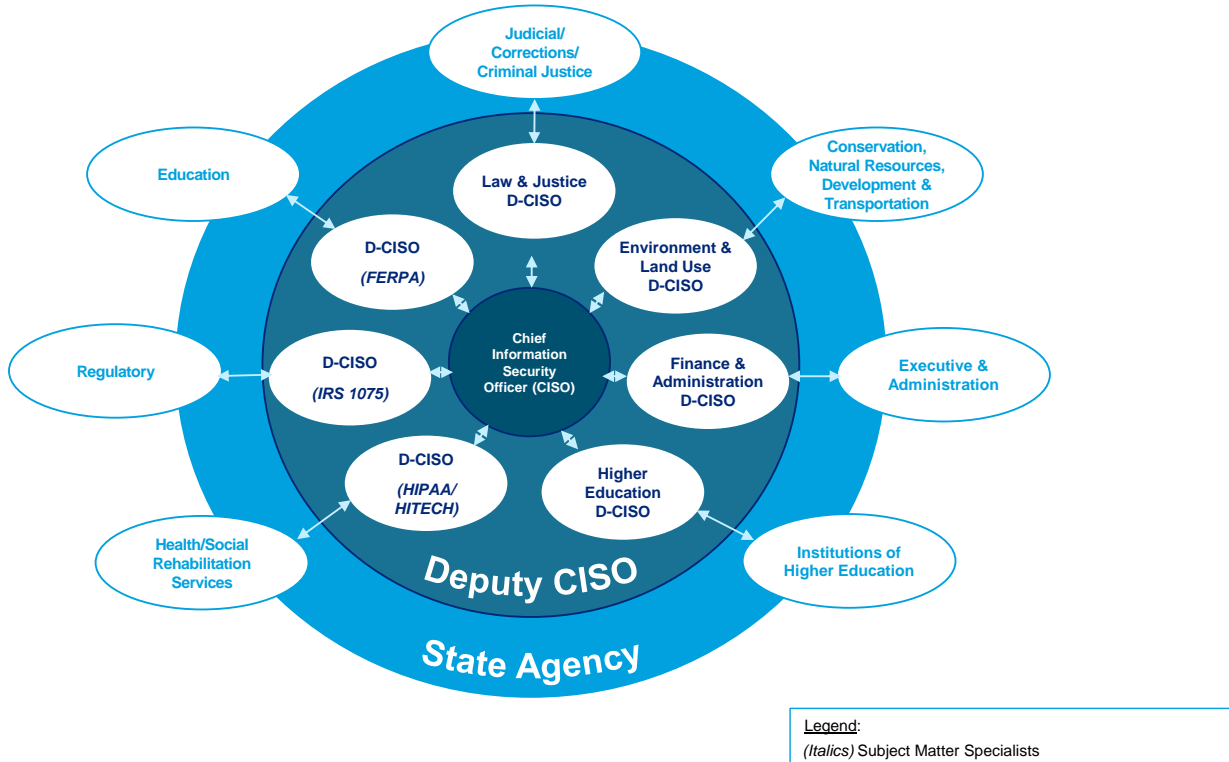 Judicial/
Corrections/
Criminal Justice
Education
Conservation,
Natural Resources,
Development &
Transportation
Law & Justice
D-CISO
D-CISO
(FERPA)
Environment &
Land Use
D-CISO
Regulatory
D-CISO
(IRS 1075)
Chief
Information
Security
Officer (CISO)
Finance &
Administration
D-CISO
Executive &
Administration
D-CISO
(HIPAA/
HITECH)
Higher
Education
D-CISO
Health/Social
Rehabilitation
Services
Institutions of
Higher Education
Deputy CISO
State Agency
Legend:
(Italics) Subject Matter Specialists